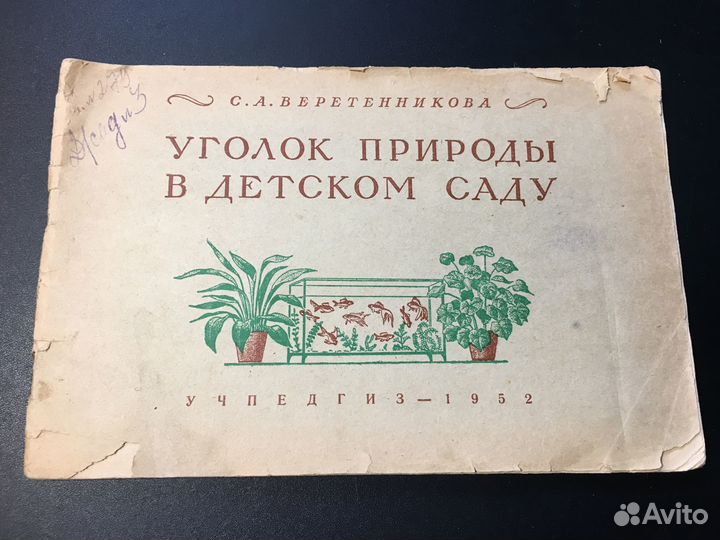 С. А. ВЕРЕТЕННИКОВА
УГОЛОК ПРИРОДЫ
В ДЕТСКОМ САДУ
УЧПЕДГИЗ — 1952
Avito